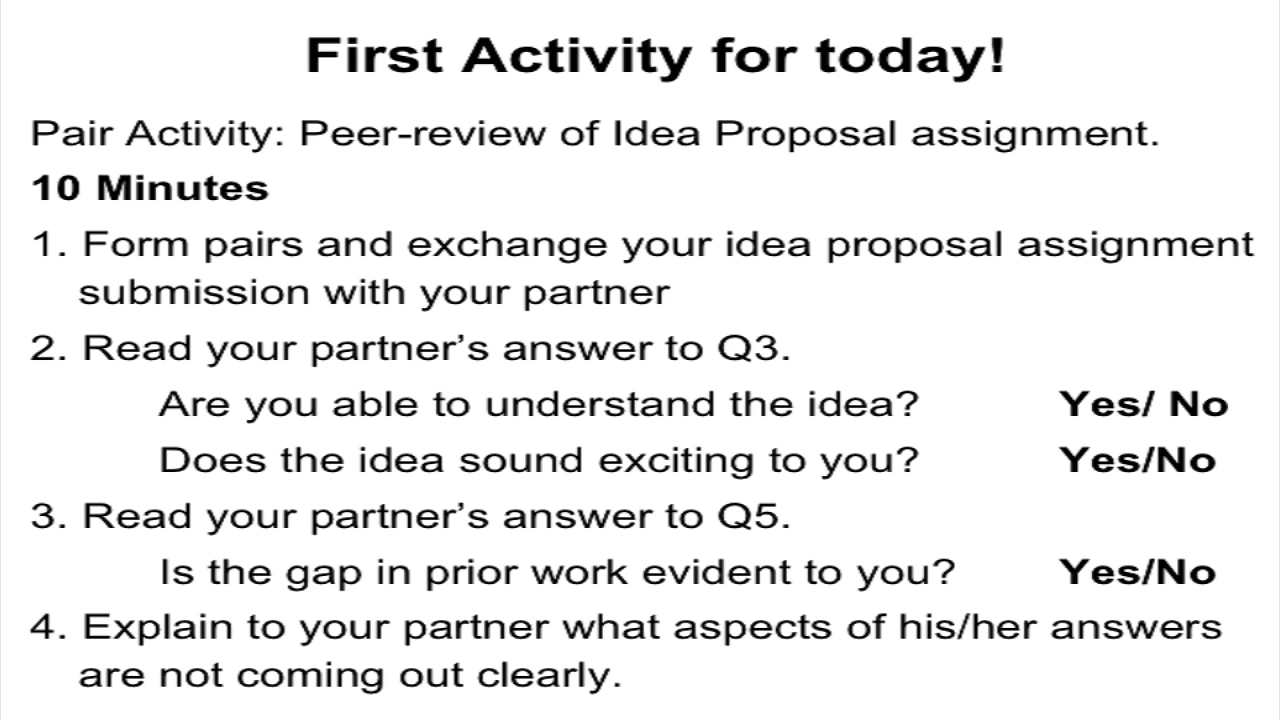 First Activity for today!
Pair Activity: Peer-review of Idea Proposal assignment.
10 Minutes
1. Form pairs and exchange your idea proposal assignment
submission with your partner
2. Read your partner’s answer to Q3.
Are you able to understand the idea? Yes/ No
Does the idea sound exciting to you? Yes/No
3. Read your partner’s answer to Q5.
Is the gap in prior work evident to you? Yes/No
4. Explain to your partner what aspects of his/her answers
are not coming out clearly.